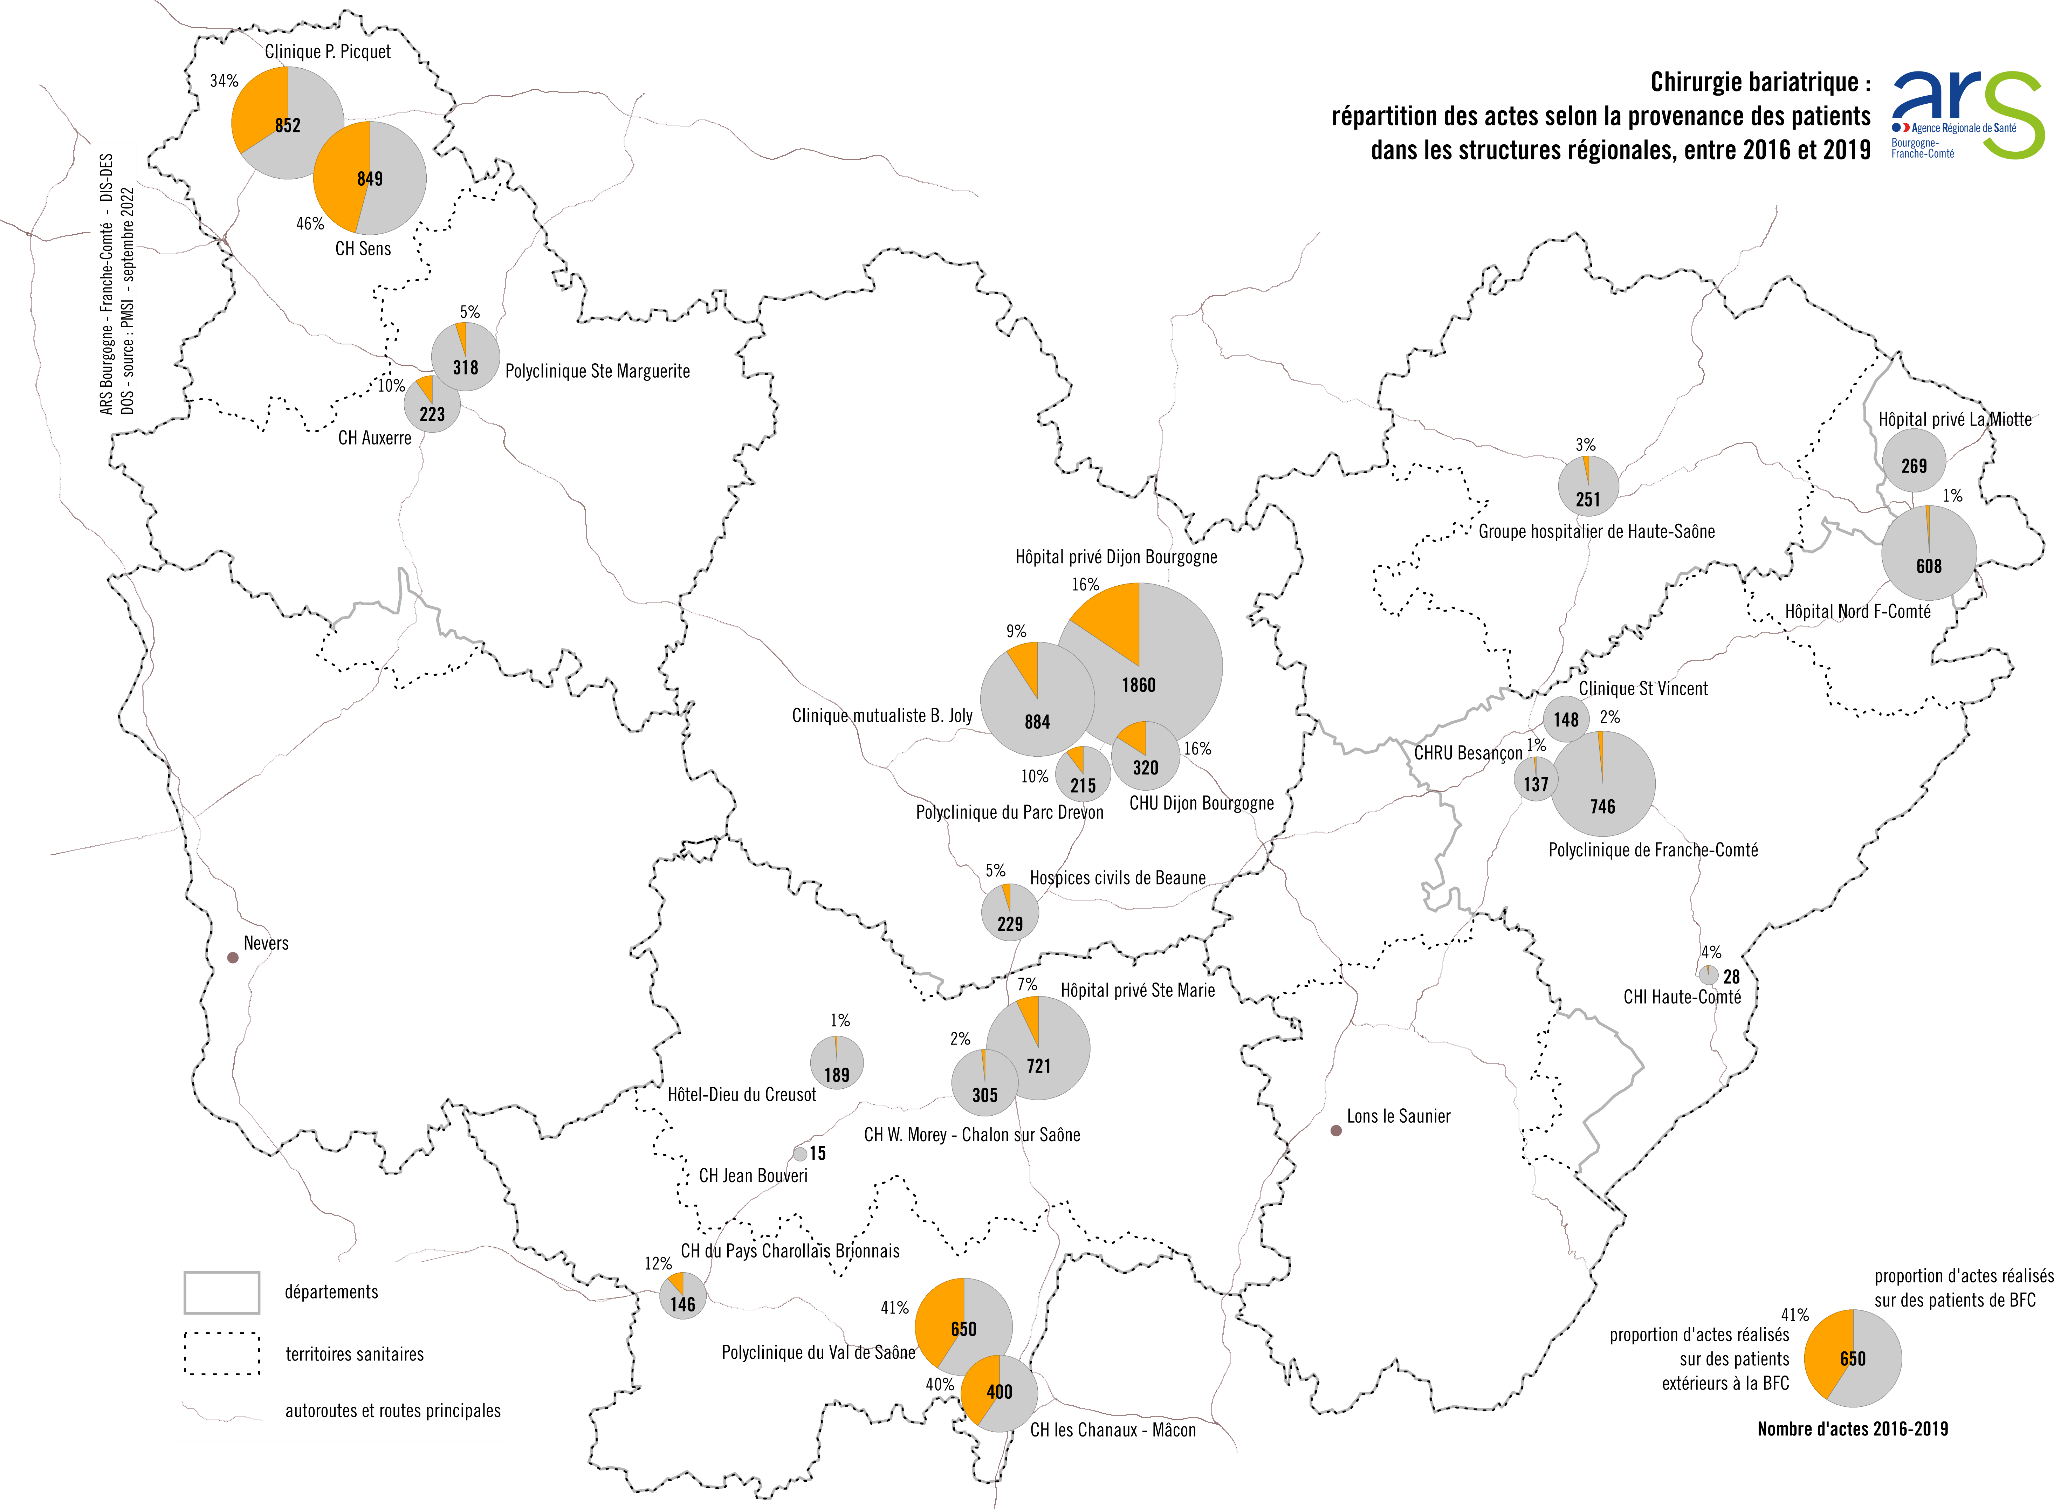 Chirurgie bariatrique :
répartition des actes selon la provenance des patients
dans les structures régionales, entre 2016 et 2019
ars
Agence Régionale de Santé
Bourgogne-
Franche-Comté
ARS Bourgogne - Franche-Comté - DIS-DES
DOS - source : PMSI - septembre 2022
Clinique P. Picquet
34%
852
849
46%
CH Sens
5%
318
Polyclinique Ste Marguerite
10%
223
CH Auxerre
Hôpital privé La Miotte
269
1%
608
Hôpital Nord F-Comté
3%
251
Groupe hospitalier de Haute-Saône
Hôpital privé Dijon Bourgogne
16%
1860
9%
884
Clinique mutualiste B. Joly
320
16%
CHU Dijon Bourgogne
10%
215
Polyclinique du Parc Drevon
Clinique St Vincent
148
2%
CHRU Besançon
1%
137
746
Polyclinique de Franche-Comté
5%
Hospices civils de Beaune
229
Nevers
4%
28
CHI Haute-Comté
7%
Hôpital privé Ste Marie
721
2%
305
CH W. Morey - Chalon sur Saône
1%
189
Hôtel-Dieu du Creusot
15
CH Jean Bouveri
Lons le Saunier
CH du Pays Charollais Brionnais
12%
146
41%
650
Polyclinique du Val de Saône
40%
400
CH les Chanaux - Mâcon
départements
territoires sanitaires
autoroutes et routes principales
proportion d'actes réalisés
sur des patients de BFC
41%
proportion d'actes réalisés
sur des patients
extérieurs à la BFC
650
Nombre d'actes 2016-2019